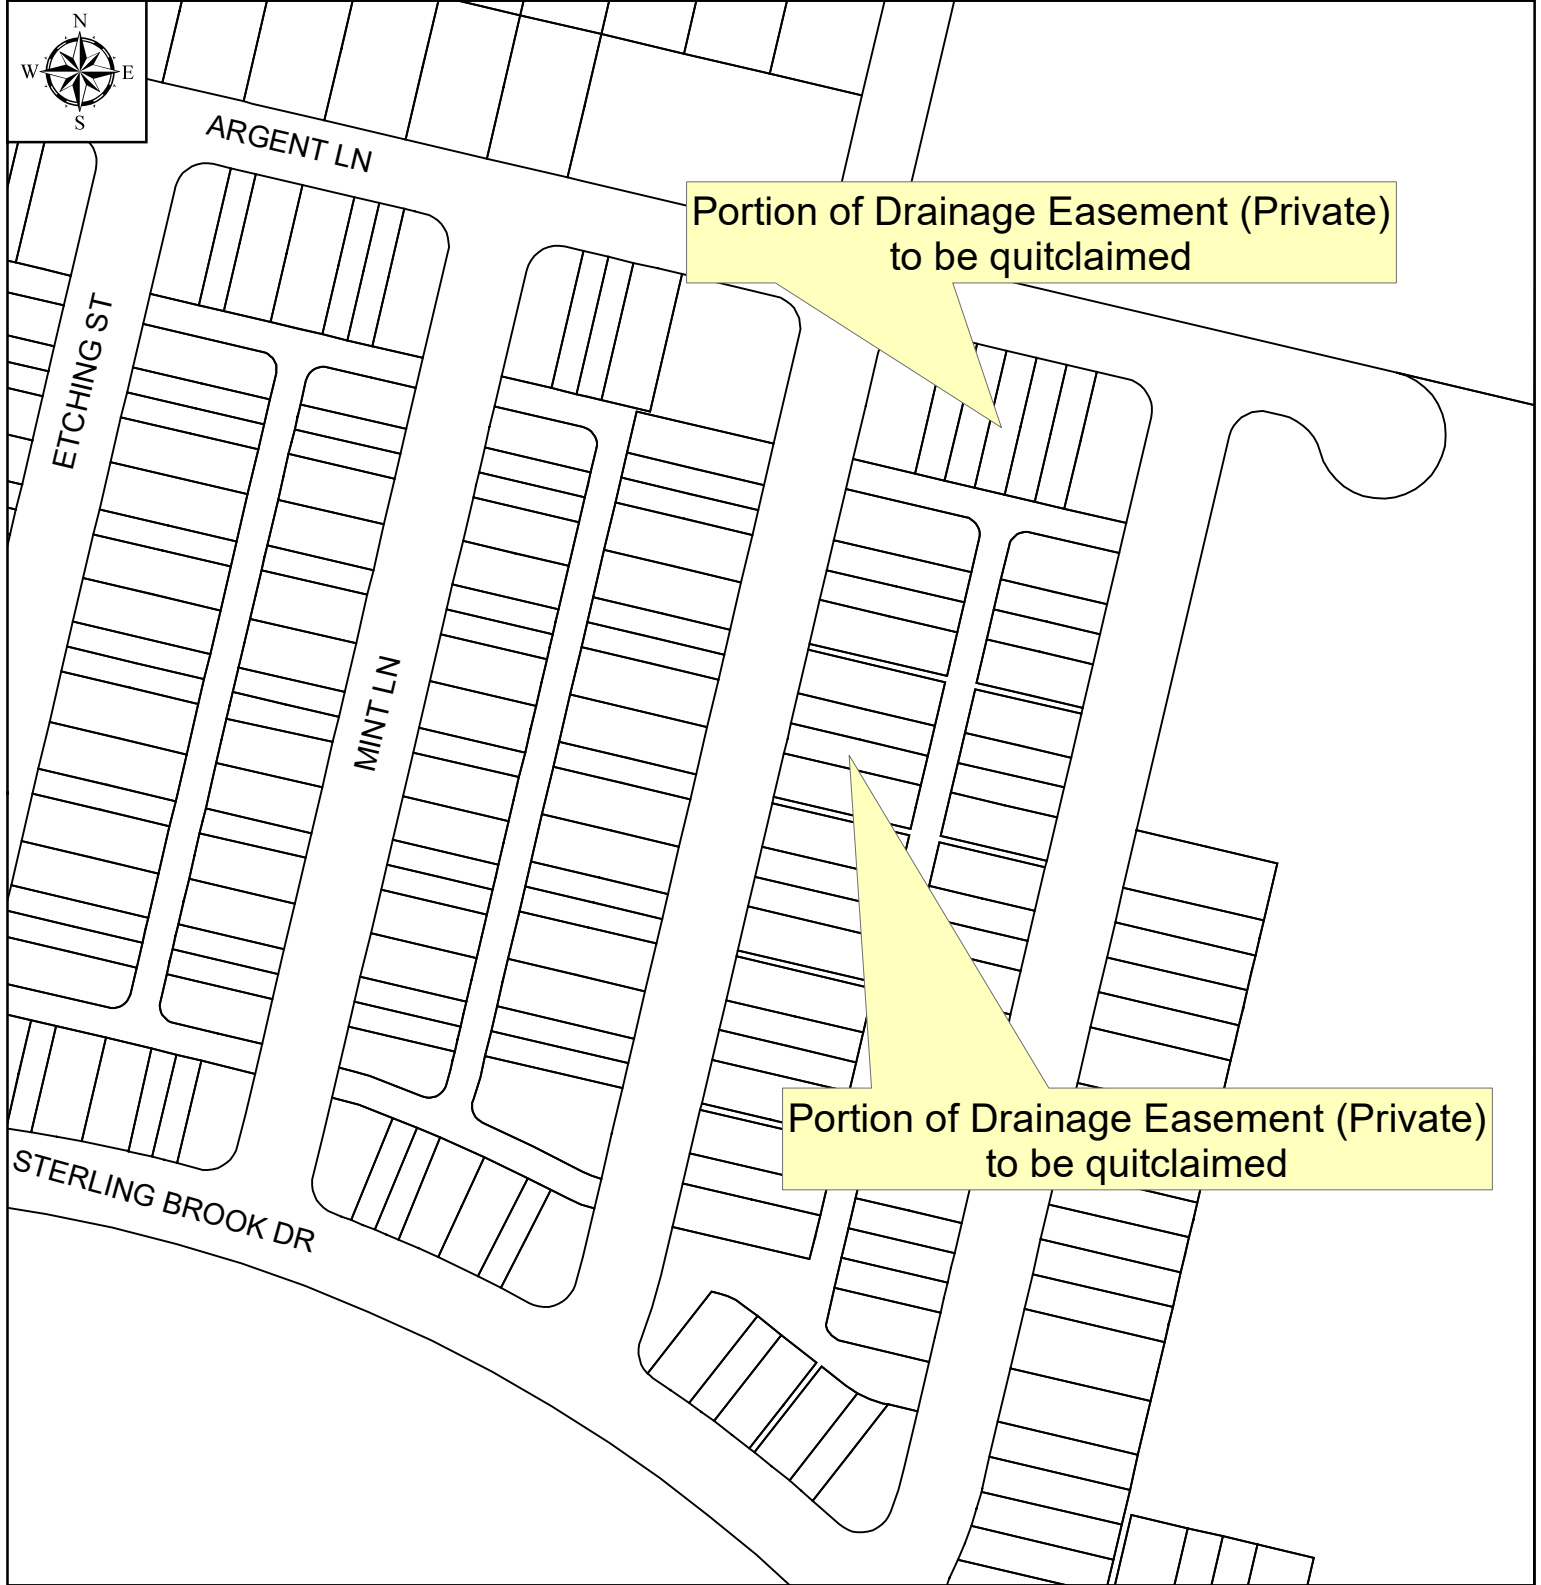 N
W E
S
ARGENT LN
Portion of Drainage Easement (Private)
to be quitclaimed
ETCHING ST
MINT LN
Portion of Drainage Easement (Private)
to be quitclaimed
STERLING BROOK DR